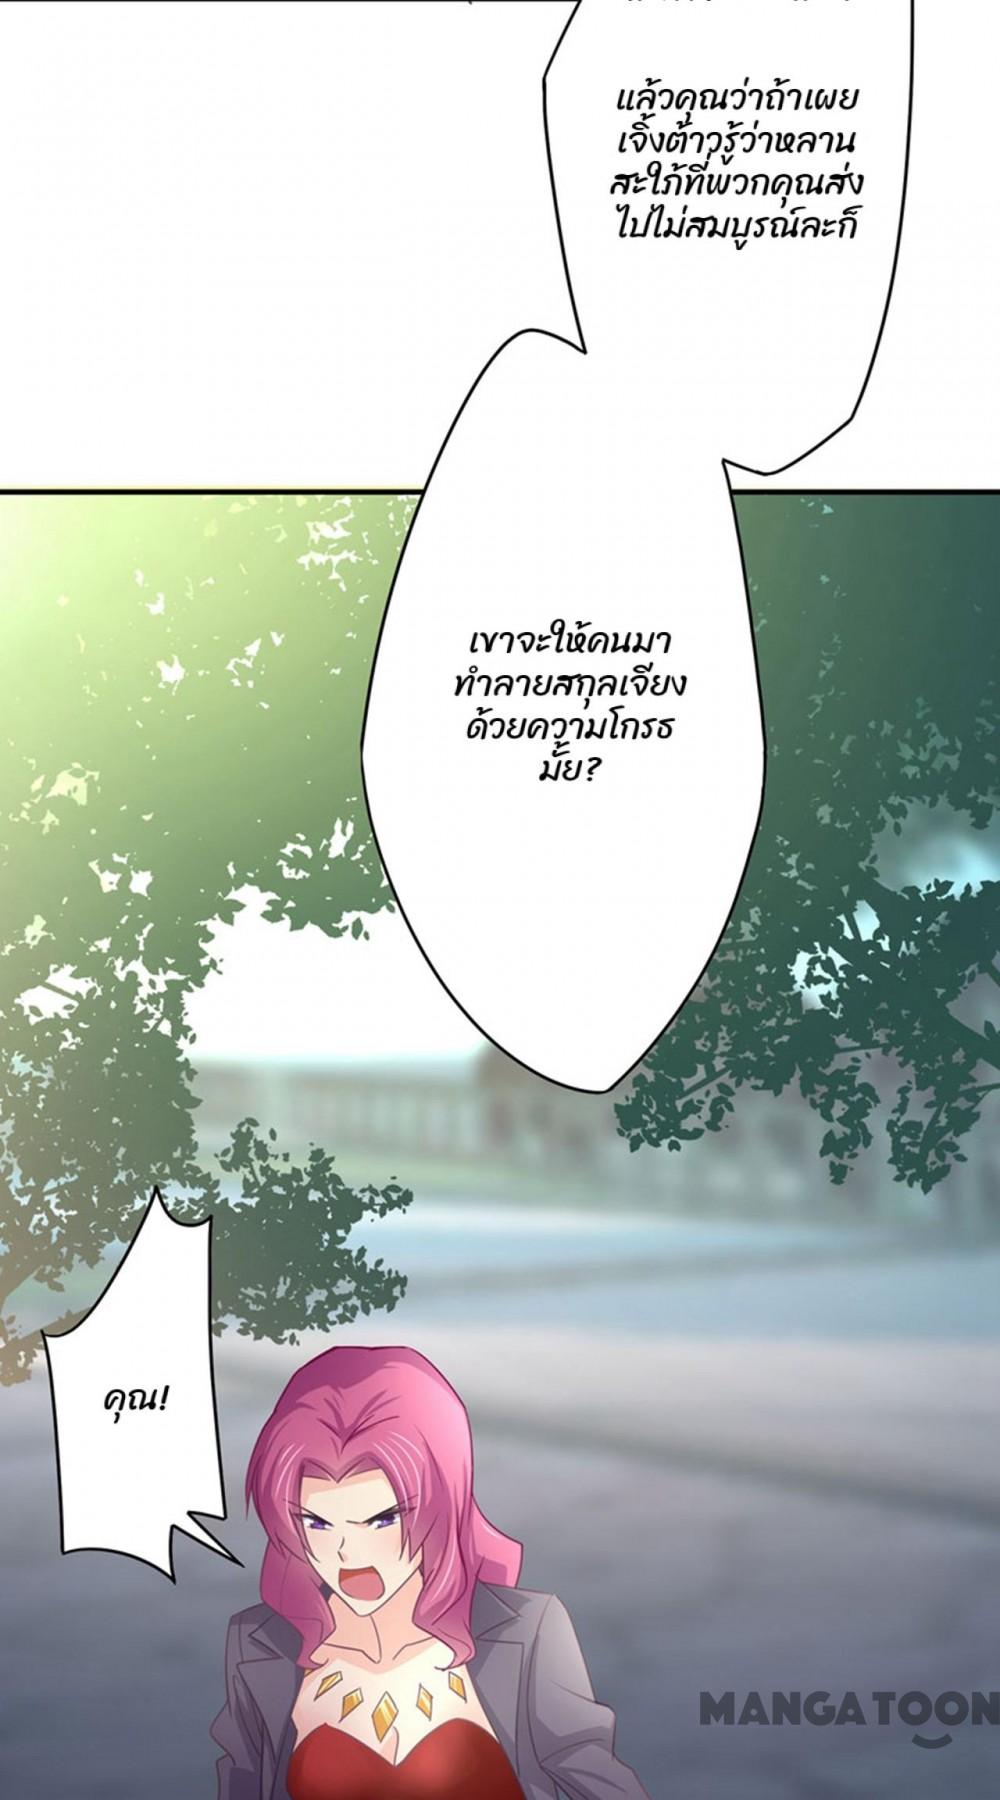 แล้วคุณว่าถ้าเผย
เจิ้งต้าวรู้ว่าหลาน
สะใภ้ที่พวกคุณส่ง
ไปไม่สมบูรณ์ละก็
เขาจะให้คนมา
ทำลายสกุลเจียง
ด้วยความโกรธ
มั้ย?
คุณ!
MANGATOON